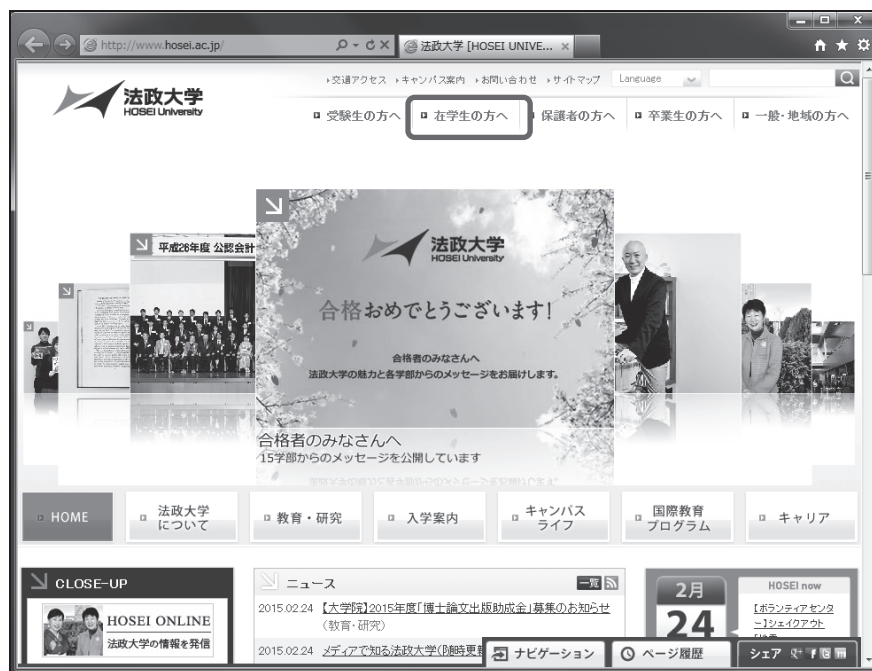 http://www.hosei.ac.jp/
法政大学 [HOSEI UNIVE...
交通アクセス キャンパス案内 お問い合わせ サイトマップ Language
法政大学
HOSEI University
受験生の方へ 在学生の方へ 保護者の方へ 卒業生の方へ 一般・地域の方へ
平成26年度 公認会計
法政大学
HOSEI University
合格おめでとうございます!
合格者のみなさんへ
法政大学の魅力と各学部からのメッセージをお届けします。
合格者のみなさんへ
15学部からのメッセージを公開しています
HOME
法政大学
について
教育・研究
入学案内
キャンパス
ライフ
国際教育
プログラム
キャリア
CLOSE-UP
HOSEI ONLINE
法政大学の情報を発信
ニュース 一覧
2015.02.24 【大学院】2015年度「博士論文出版助成金」募集のお知らせ
(教育・研究)
2015.02.24 メディアで知る法政大学(随時更新
2月
24
HOSEI now
【ボランティアセンタ
ー】シェイクアウト
ナビゲーション
ページ履歴
シェア